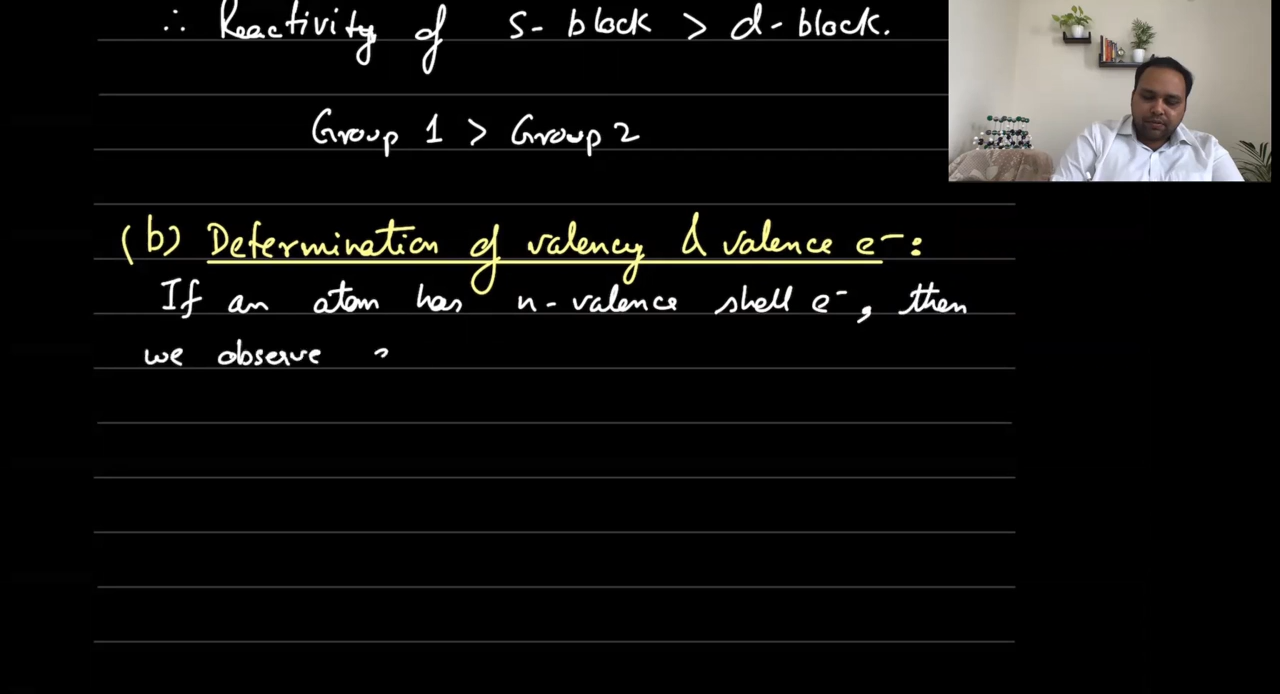 ∴ Reactivity of s-block > d-block.
Group 1 > Group 2
(b) Determination of valency & valence e⁻:
If an atom has n-valence shell e⁻, then
we observe